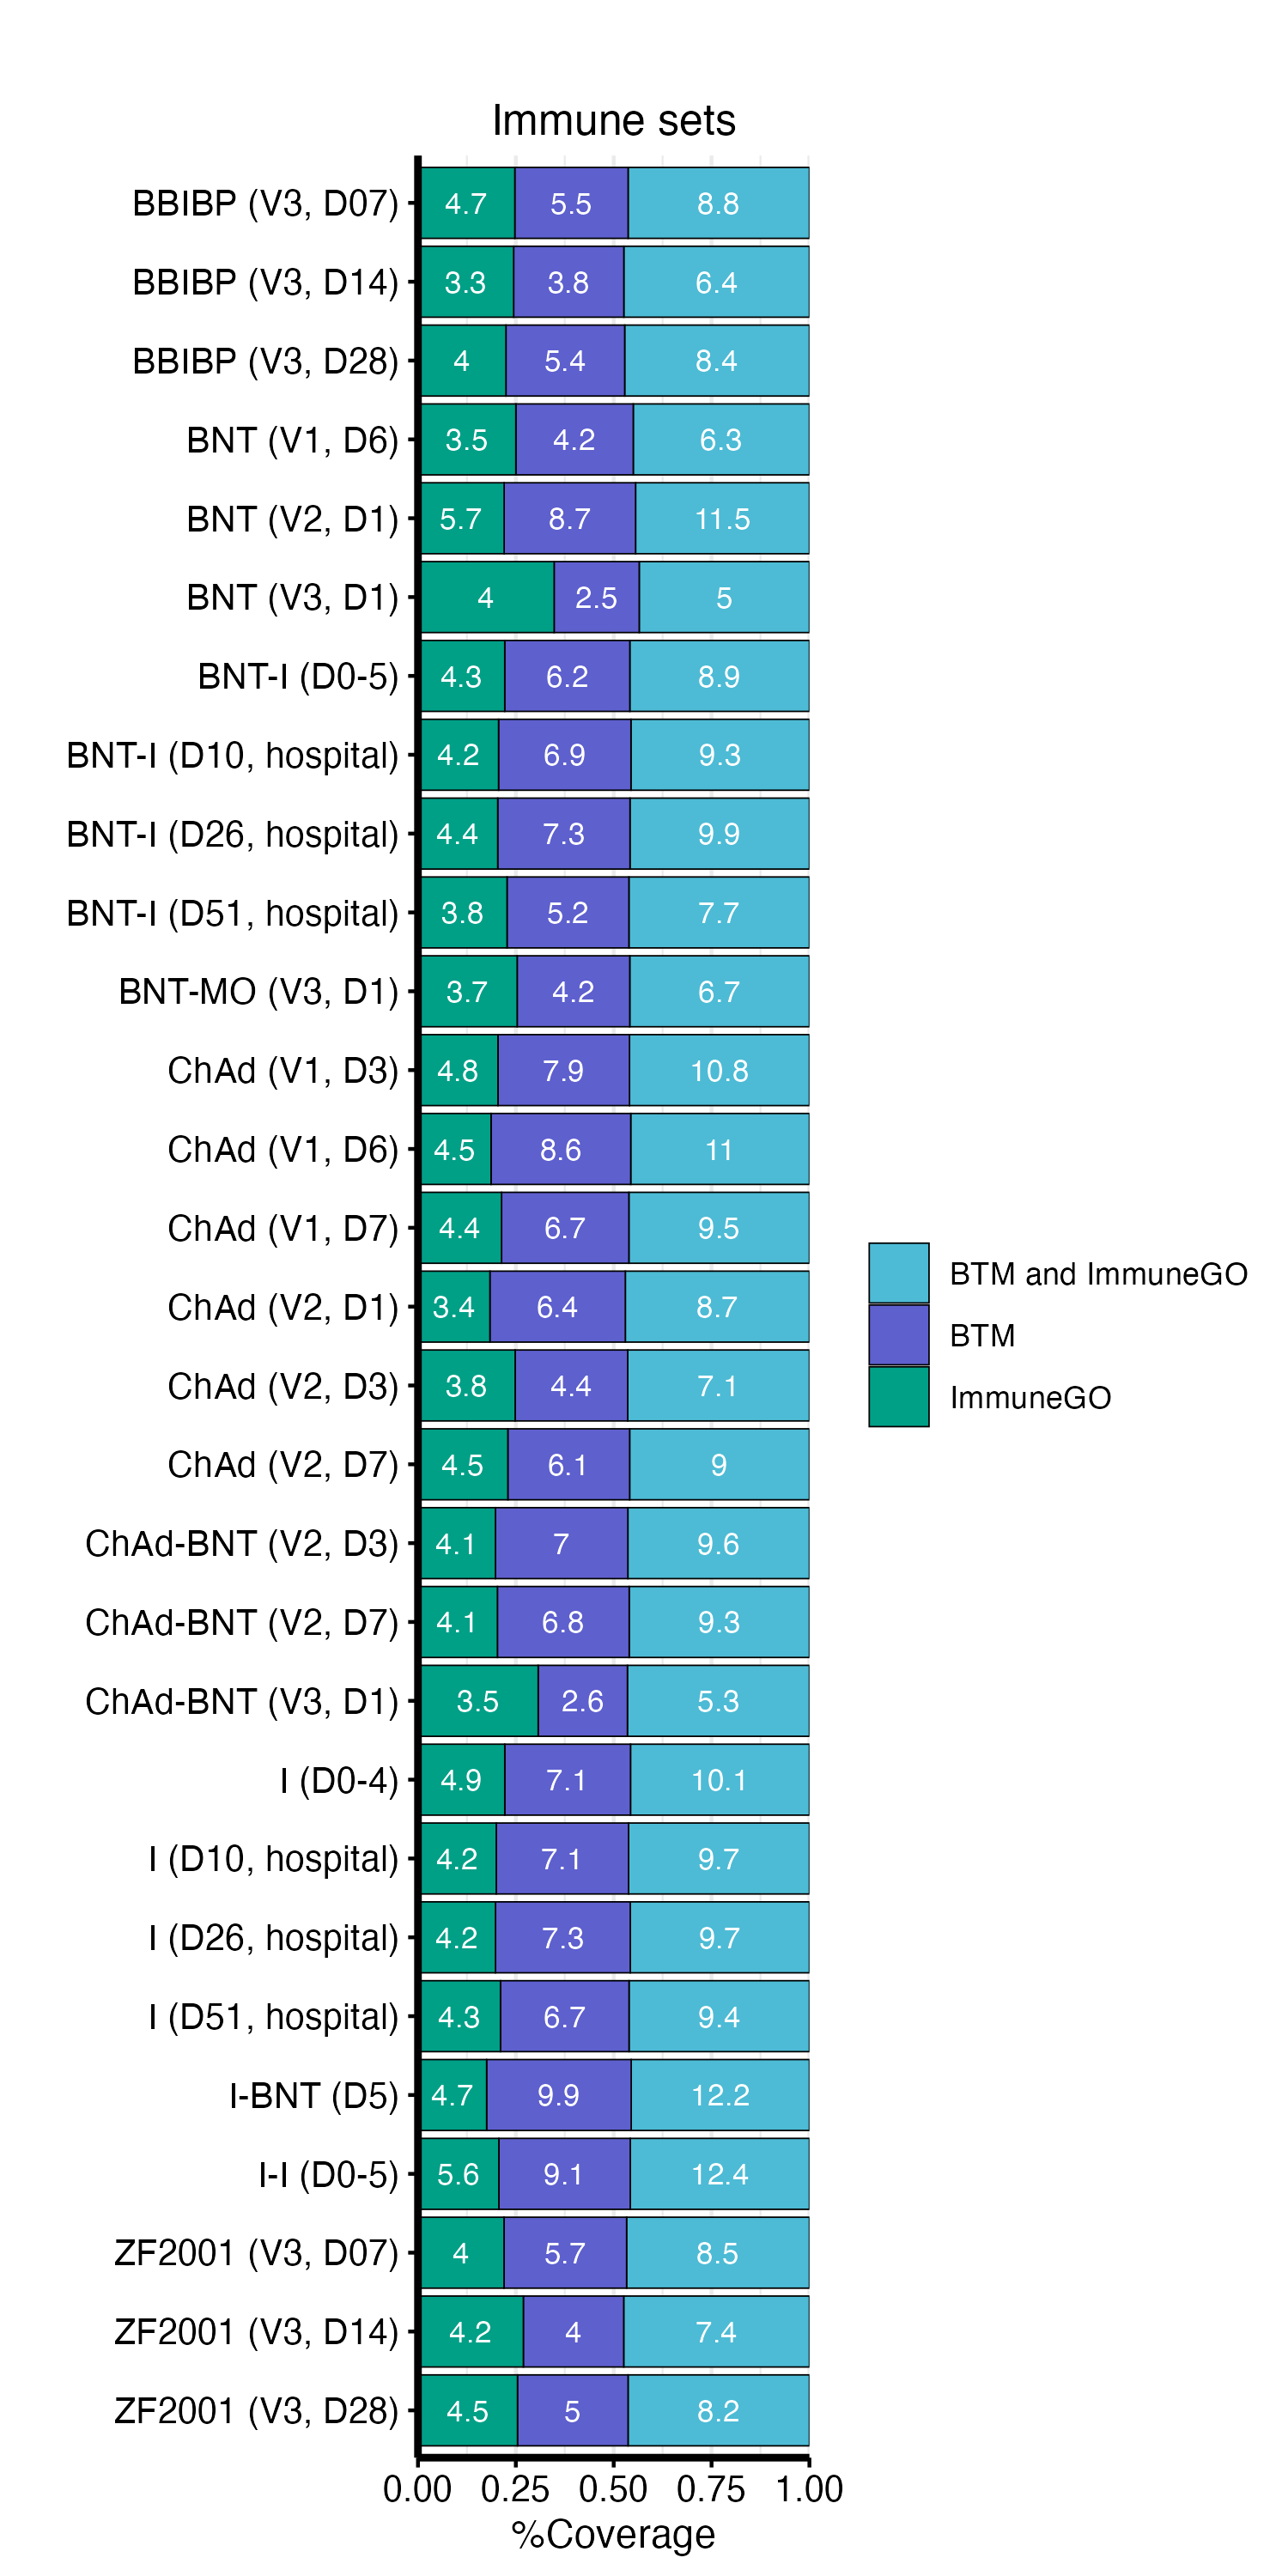 Immune sets
BBIBP (V3, D07) 4.7 5.5 8.8
BBIBP (V3, D14) 3.3 3.8 6.4
BBIBP (V3, D28) 4 5.4 8.4
BNT (V1, D6) 3.5 4.2 6.3
BNT (V2, D1) 5.7 8.7 11.5
BNT (V3, D1) 4 2.5 5
BNT-I (D0-5) 4.3 6.2 8.9
BNT-I (D10, hospital) 4.2 6.9 9.3
BNT-I (D26, hospital) 4.4 7.3 9.9
BNT-I (D51, hospital) 3.8 5.2 7.7
BNT-MO (V3, D1) 3.7 4.2 6.7
ChAd (V1, D3) 4.8 7.9 10.8
ChAd (V1, D6) 4.5 8.6 11
ChAd (V1, D7) 4.4 6.7 9.5
ChAd (V2, D1) 3.4 6.4 8.7
ChAd (V2, D3) 3.8 4.4 7.1
ChAd (V2, D7) 4.5 6.1 9
ChAd-BNT (V2, D3) 4.1 7 9.6
ChAd-BNT (V2, D7) 4.1 6.8 9.3
ChAd-BNT (V3, D1) 3.5 2.6 5.3
I (D0-4) 4.9 7.1 10.1
I (D10, hospital) 4.2 7.1 9.7
I (D26, hospital) 4.2 7.3 9.7
I (D51, hospital) 4.3 6.7 9.4
I-BNT (D5) 4.7 9.9 12.2
I-I (D0-5) 5.6 9.1 12.4
ZF2001 (V3, D07) 4 5.7 8.5
ZF2001 (V3, D14) 4.2 4 7.4
ZF2001 (V3, D28) 4.5 5 8.2
0.00 0.25 0.50 0.75 1.00
%Coverage
BTM and ImmuneGO
BTM
ImmuneGO